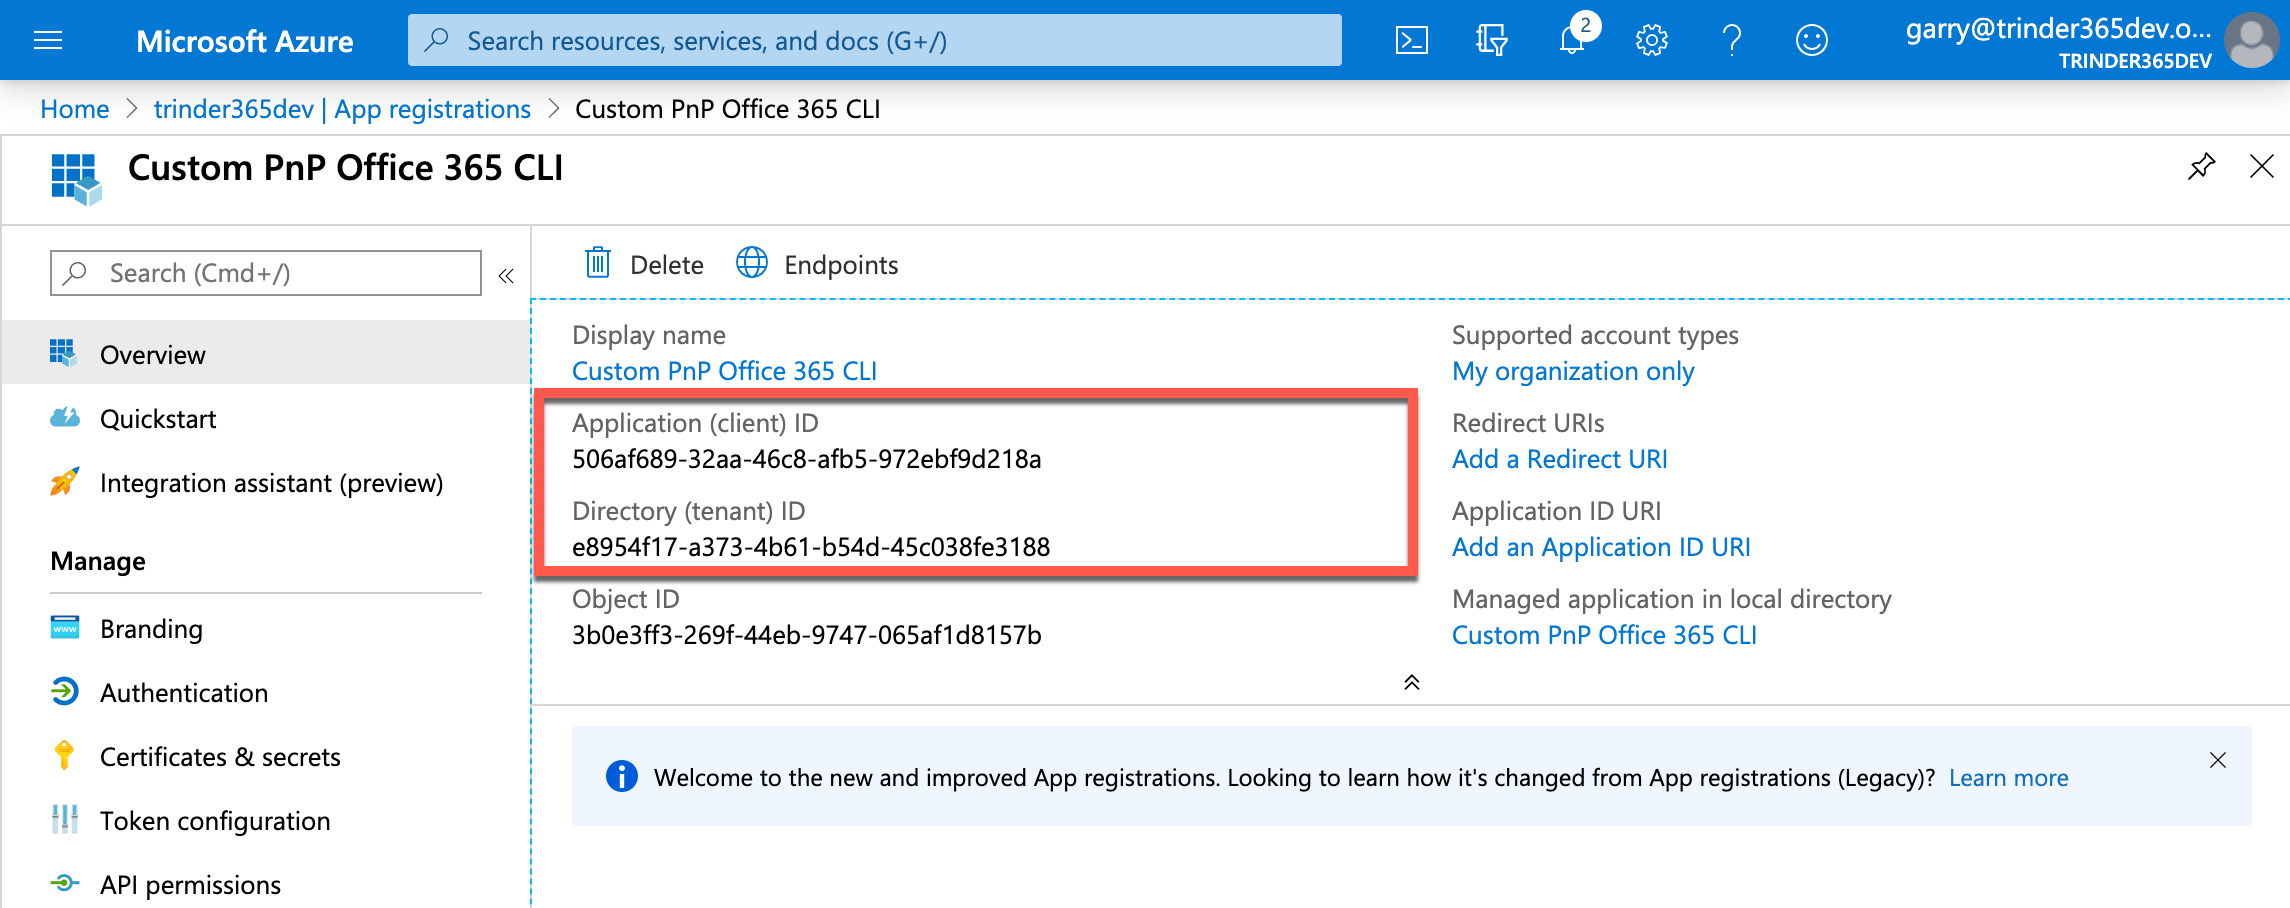 Microsoft Azure
Search resources, services, and docs (G+/)
2
garry@trinder365dev.o...
TRINDER365DEV
Home > trinder365dev | App registrations > Custom PnP Office 365 CLI
Custom PnP Office 365 CLI
Search (Cmd+/)
«
Overview
Quickstart
Integration assistant (preview)
Manage
Branding
Authentication
Certificates & secrets
Token configuration
API permissions
Delete
Endpoints
Display name
Custom PnP Office 365 CLI
Application (client) ID
506af689-32aa-46c8-afb5-972ebf9d218a
Directory (tenant) ID
e8954f17-a373-4b61-b54d-45c038fe3188
Object ID
3b0e3ff3-269f-44eb-9747-065af1d8157b
Supported account types
My organization only
Redirect URIs
Add a Redirect URI
Application ID URI
Add an Application ID URI
Managed application in local directory
Custom PnP Office 365 CLI
Welcome to the new and improved App registrations. Looking to learn how it's changed from App registrations (Legacy)? Learn more